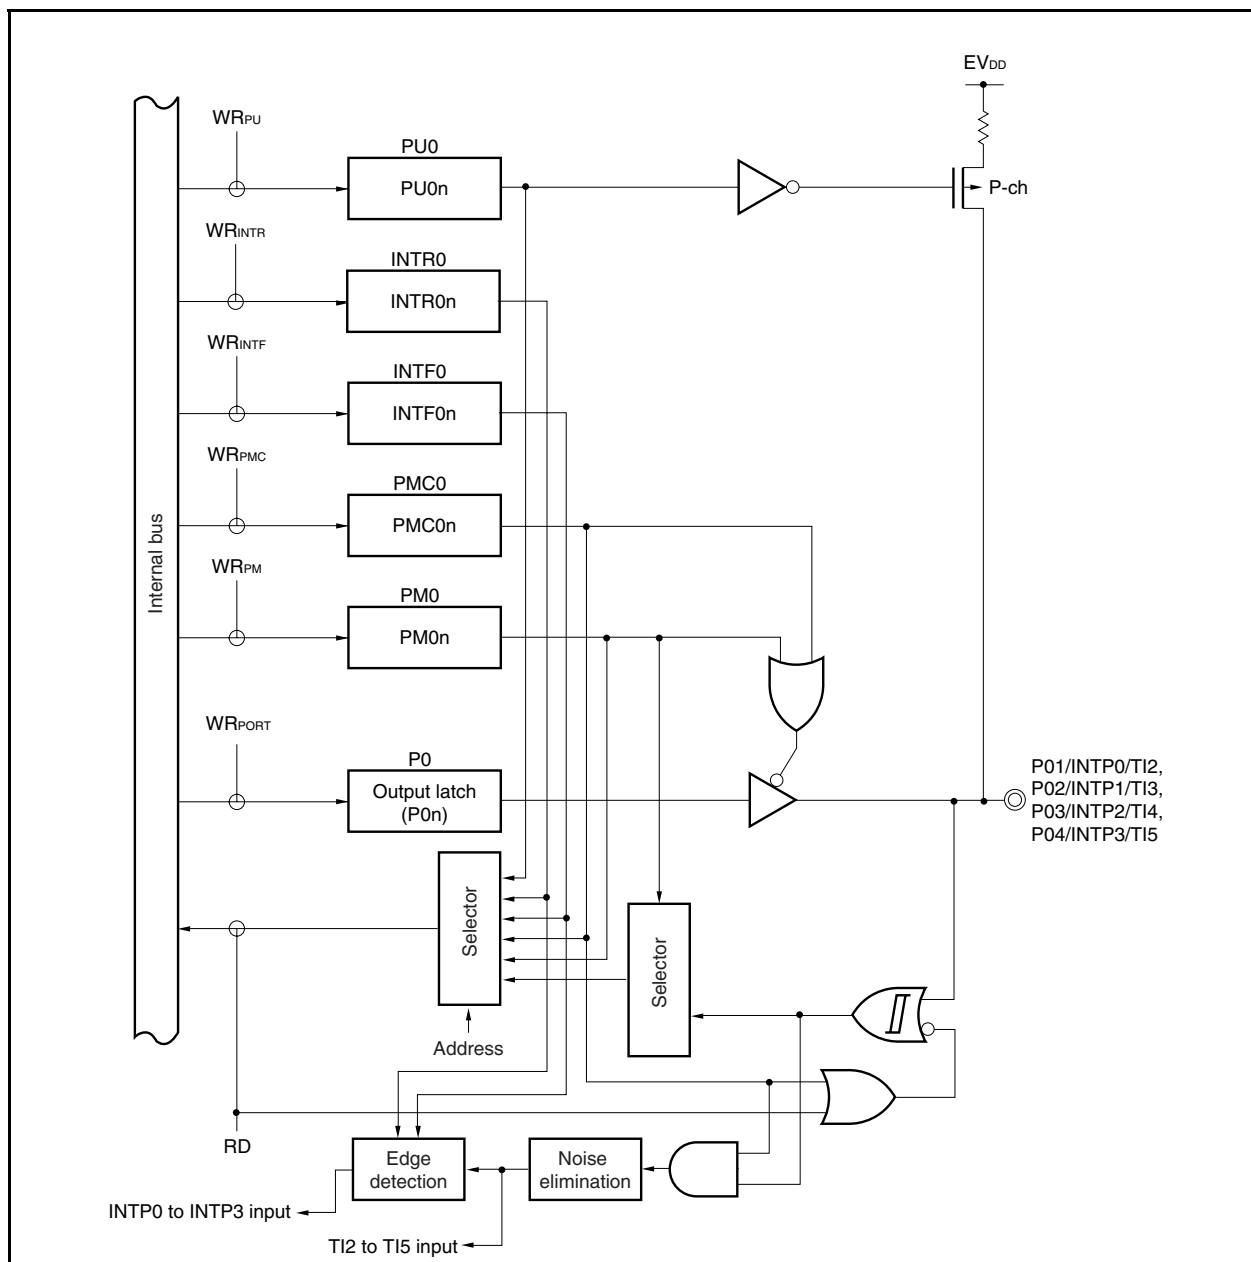 EVDD
WRPU
PU0
PU0n
P-ch
WRINTR
INTR0
INTR0n
WRINTF
INTF0
INTF0n
WRPMC
PMC0
PMC0n
Internal bus
WRPM
PM0
PM0n
WRPORT
P0
Output latch
(P0n)
P01/INTP0/TI2,
P02/INTP1/TI3,
P03/INTP2/TI4,
P04/INTP3/TI5
Selector
Selector
Address
RD
Edge
detection
Noise
elimination
INTP0 to INTP3 input
TI2 to TI5 input